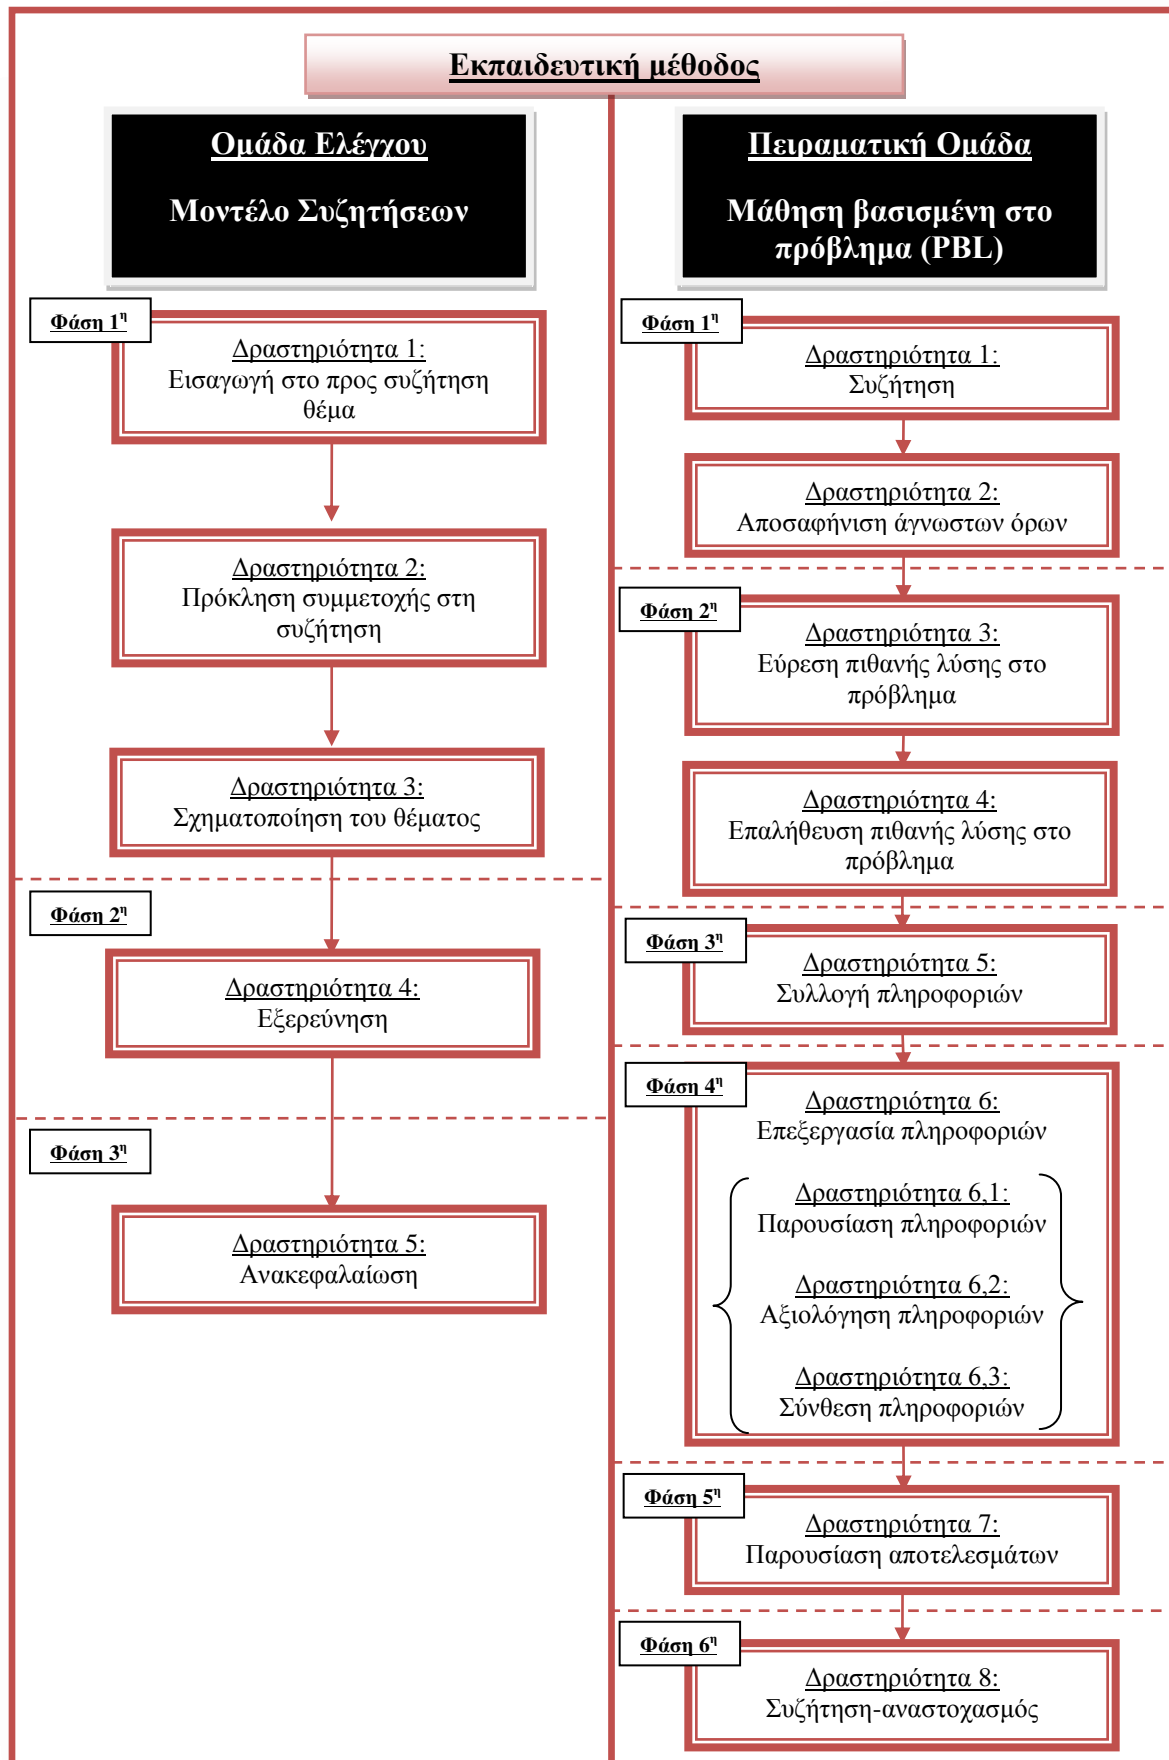 Εκπαιδευτική μέθοδος
Ομάδα Ελέγχου
Μοντέλο Συζητήσεων
Φάση 1η
Δραστηριότητα 1:
Εισαγωγή στο προς συζήτηση
θέμα
Δραστηριότητα 2:
Πρόκληση συμμετοχής στη
συζήτηση
Δραστηριότητα 3:
Σχηματοποίηση του θέματος
Φάση 2η
Δραστηριότητα 4:
Εξερεύνηση
Φάση 3η
Δραστηριότητα 5:
Ανακεφαλαίωση
Πειραματική Ομάδα
Μάθηση βασισμένη στο
πρόβλημα (PBL)
Φάση 1η
Δραστηριότητα 1:
Συζήτηση
Δραστηριότητα 2:
Αποσαφήνιση άγνωστων όρων
Φάση 2η
Δραστηριότητα 3:
Εύρεση πιθανής λύσης στο
πρόβλημα
Δραστηριότητα 4:
Επαλήθευση πιθανής λύσης στο
πρόβλημα
Φάση 3η
Δραστηριότητα 5:
Συλλογή πληροφοριών
Φάση 4η
Δραστηριότητα 6:
Επεξεργασία πληροφοριών
Δραστηριότητα 6,1:
Παρουσίαση πληροφοριών
Δραστηριότητα 6,2:
Αξιολόγηση πληροφοριών
Δραστηριότητα 6,3:
Σύνθεση πληροφοριών
Φάση 5η
Δραστηριότητα 7:
Παρουσίαση αποτελεσμάτων
Φάση 6η
Δραστηριότητα 8:
Συζήτηση-αναστοχασμός